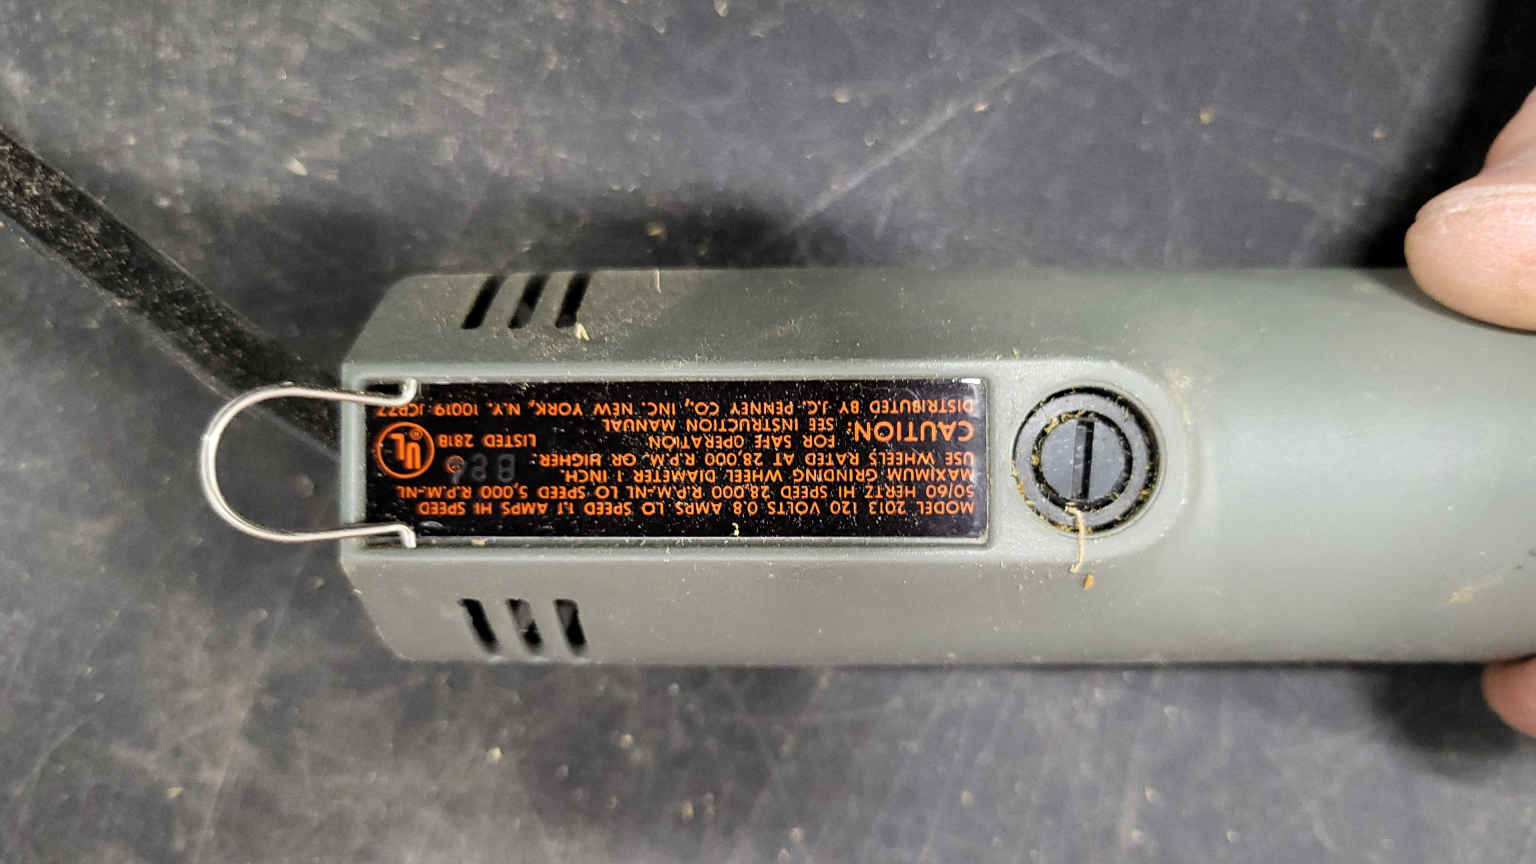 MODEL 2013 120 VOLTS 0.8 AMPS LO SPEED 1.1 AMPS HI SPEED
50/60 HERTZ HI SPEED 28,000 R.P.M.-NL LO SPEED 5,000 R.P.M.-NL
MAXIMUM GRINDING WHEEL DIAMETER 1 INCH.
USE WHEELS RATED AT 28,000 R.P.M. OR HIGHER.
CAUTION: FOR SAFE OPERATION
SEE INSTRUCTION MANUAL
DISTRIBUTED BY J.C. PENNEY CO., INC. NEW YORK, N.Y. 10019 JCPZZ
UL ®
LISTED 281B